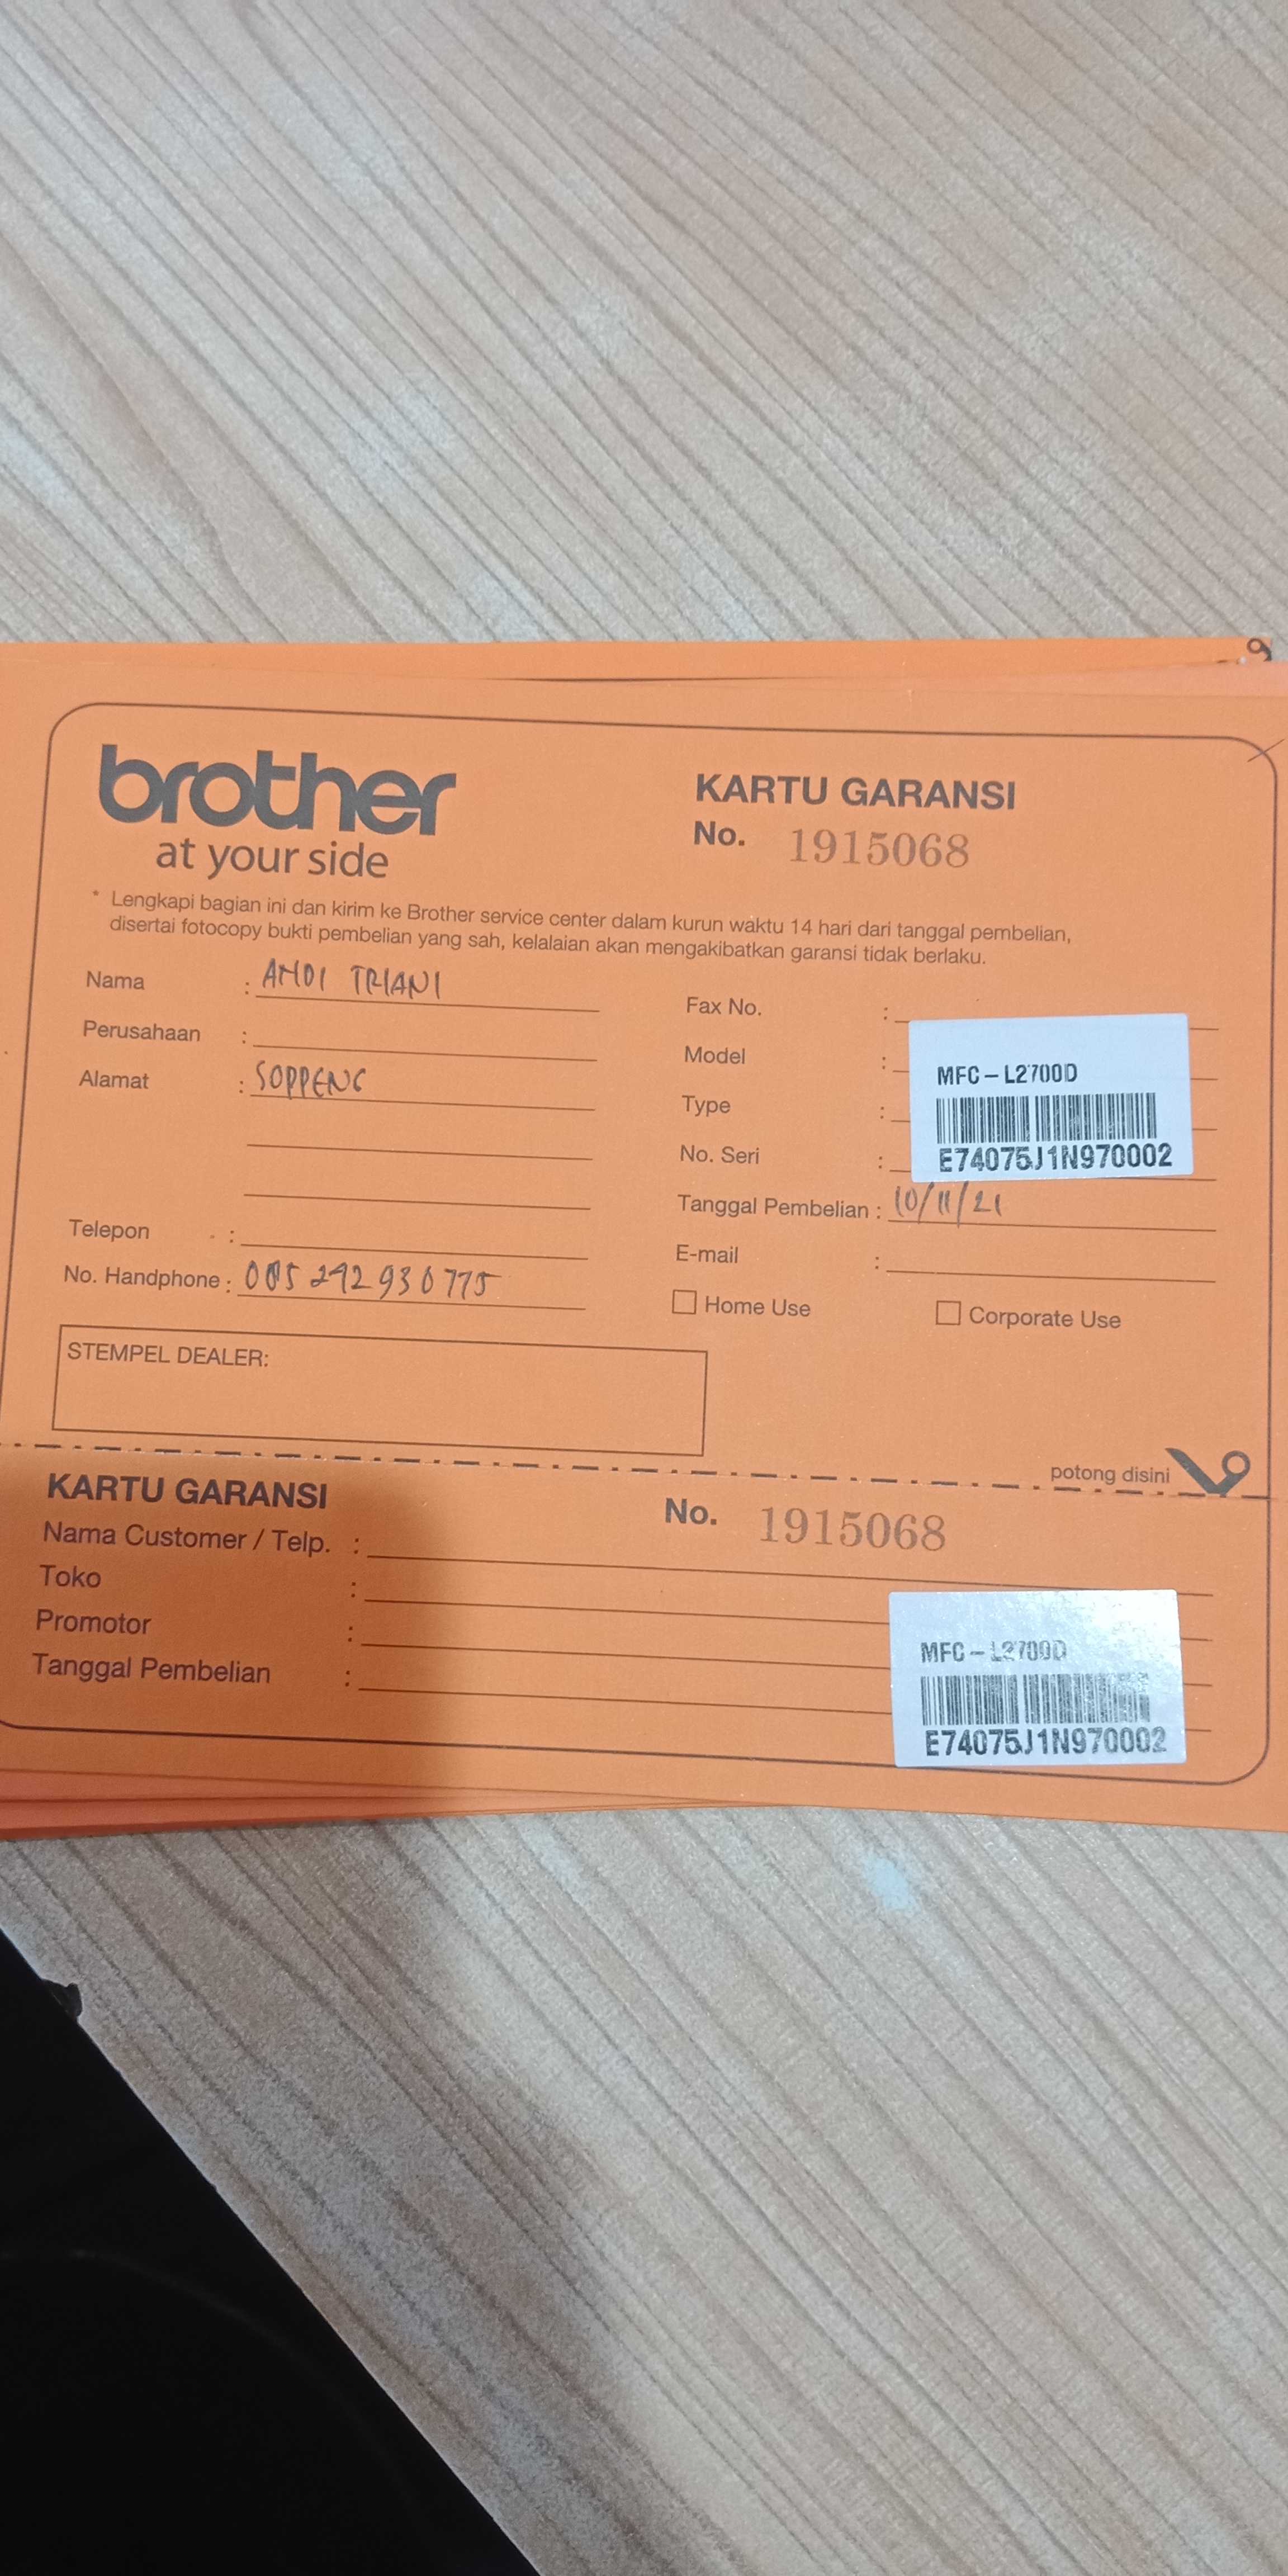 brother
at your side
KARTU GARANSI
No. 1915068
* Lengkapi bagian ini dan kirim ke Brother service center dalam kurun waktu 14 hari dari tanggal pembelian,
disertai fotocopy bukti pembelian yang sah, kelalaian akan mengakibatkan garansi tidak berlaku.
Nama : ANDI TRIANI
Perusahaan :
Alamat : SOPPENG
Telepon :
No. Handphone : 085 292 930 775
Fax No. :
Model :
Type :
No. Seri :
MFC-L2700D
E74075J1N970002
Tanggal Pembelian : 10/11/21
E-mail :
Home Use
Corporate Use
STEMPEL DEALER:
potong disini
KARTU GARANSI
No. 1915068
Nama Customer / Telp. :
Toko :
Promotor :
Tanggal Pembelian :
MFC-L2700D
E74075J1N970002